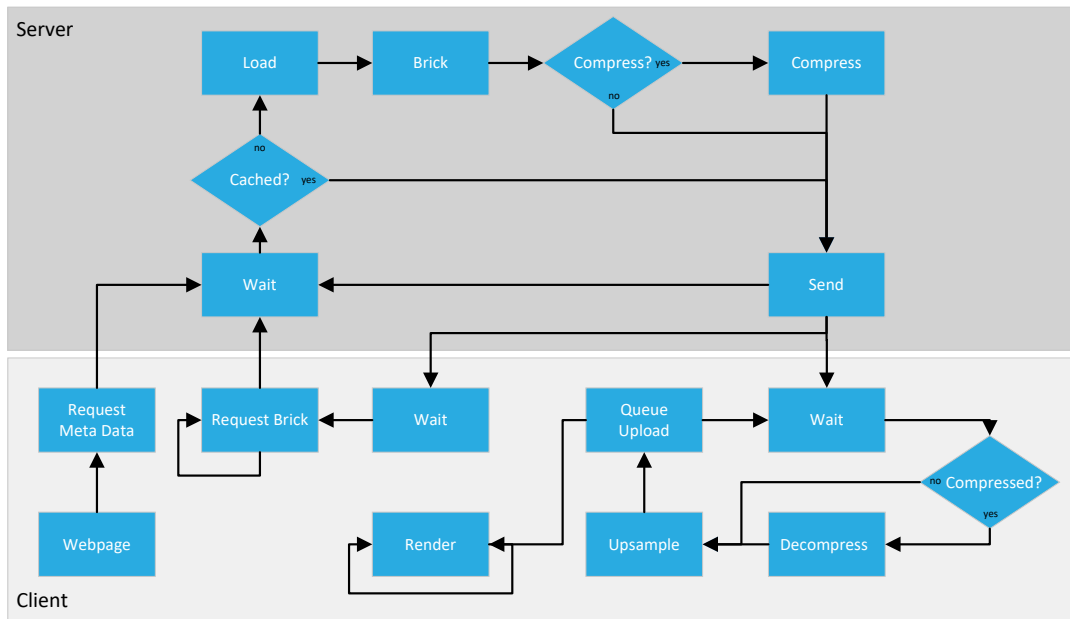 Server
Load
Brick
Compress?
yes
no
Compress
no
Cached?
yes
Wait
Send
Request
Meta Data
Request Brick
Wait
Queue
Upload
Wait
no
Compressed?
yes
Webpage
Render
Upsample
Decompress
Client